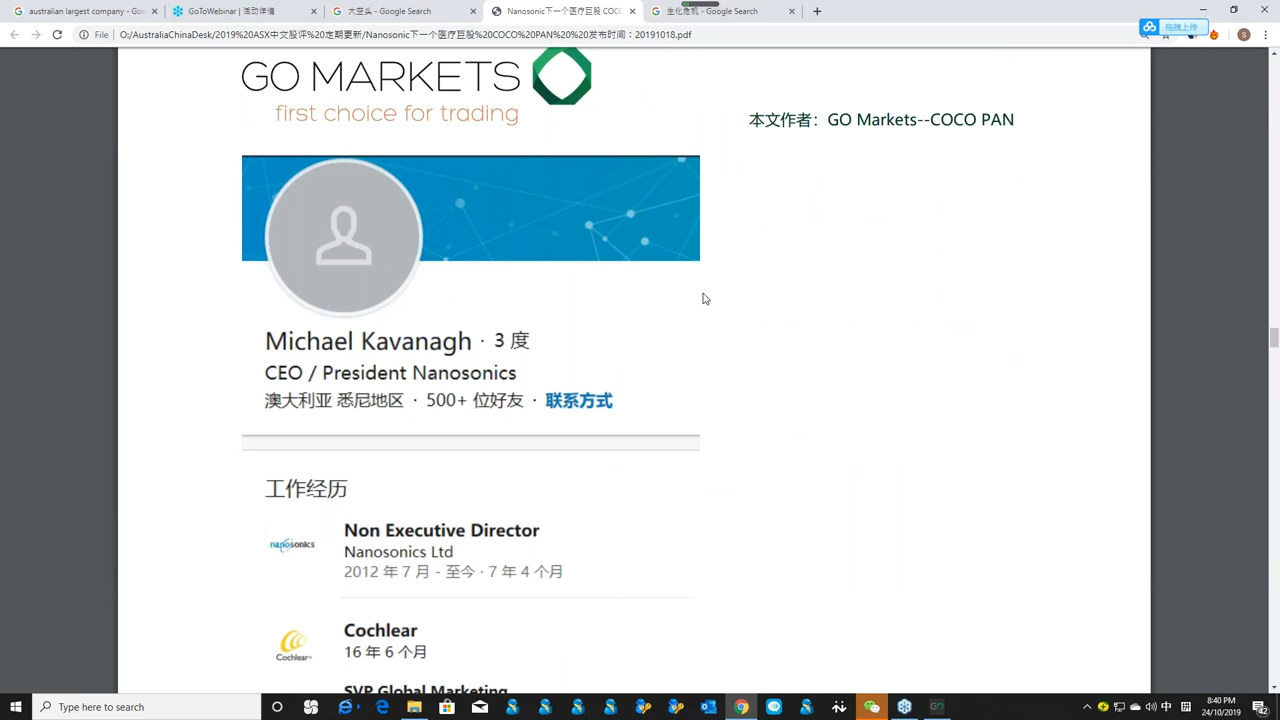 australian largest company - Go
GoToWebinar | 活动详情
大空头 - Google Search
Nanosonic下一个医疗巨股 COCO
生化危机 - Google Search
File | O:/AustraliaChinaDesk/2019%20ASX中文股评%20定期更新/Nanosonic下一个医疗巨股%20COCO%20PAN%20%20发布时间：20191018.pdf
拖拽上传
S
GO MARKETS
first choice for trading
本文作者：GO Markets--COCO PAN
Michael Kavanagh · 3 度
CEO / President Nanosonics
澳大利亚 悉尼地区 · 500+ 位好友 · 联系方式
工作经历
nanosonics
Non Executive Director
Nanosonics Ltd
2012 年 7 月 - 至今 · 7 年 4 个月
Cochlear
Cochlear
16 年 6 个月
SVP Global Marketing
Type here to search
GO
中
8:40 PM
24/10/2019
42